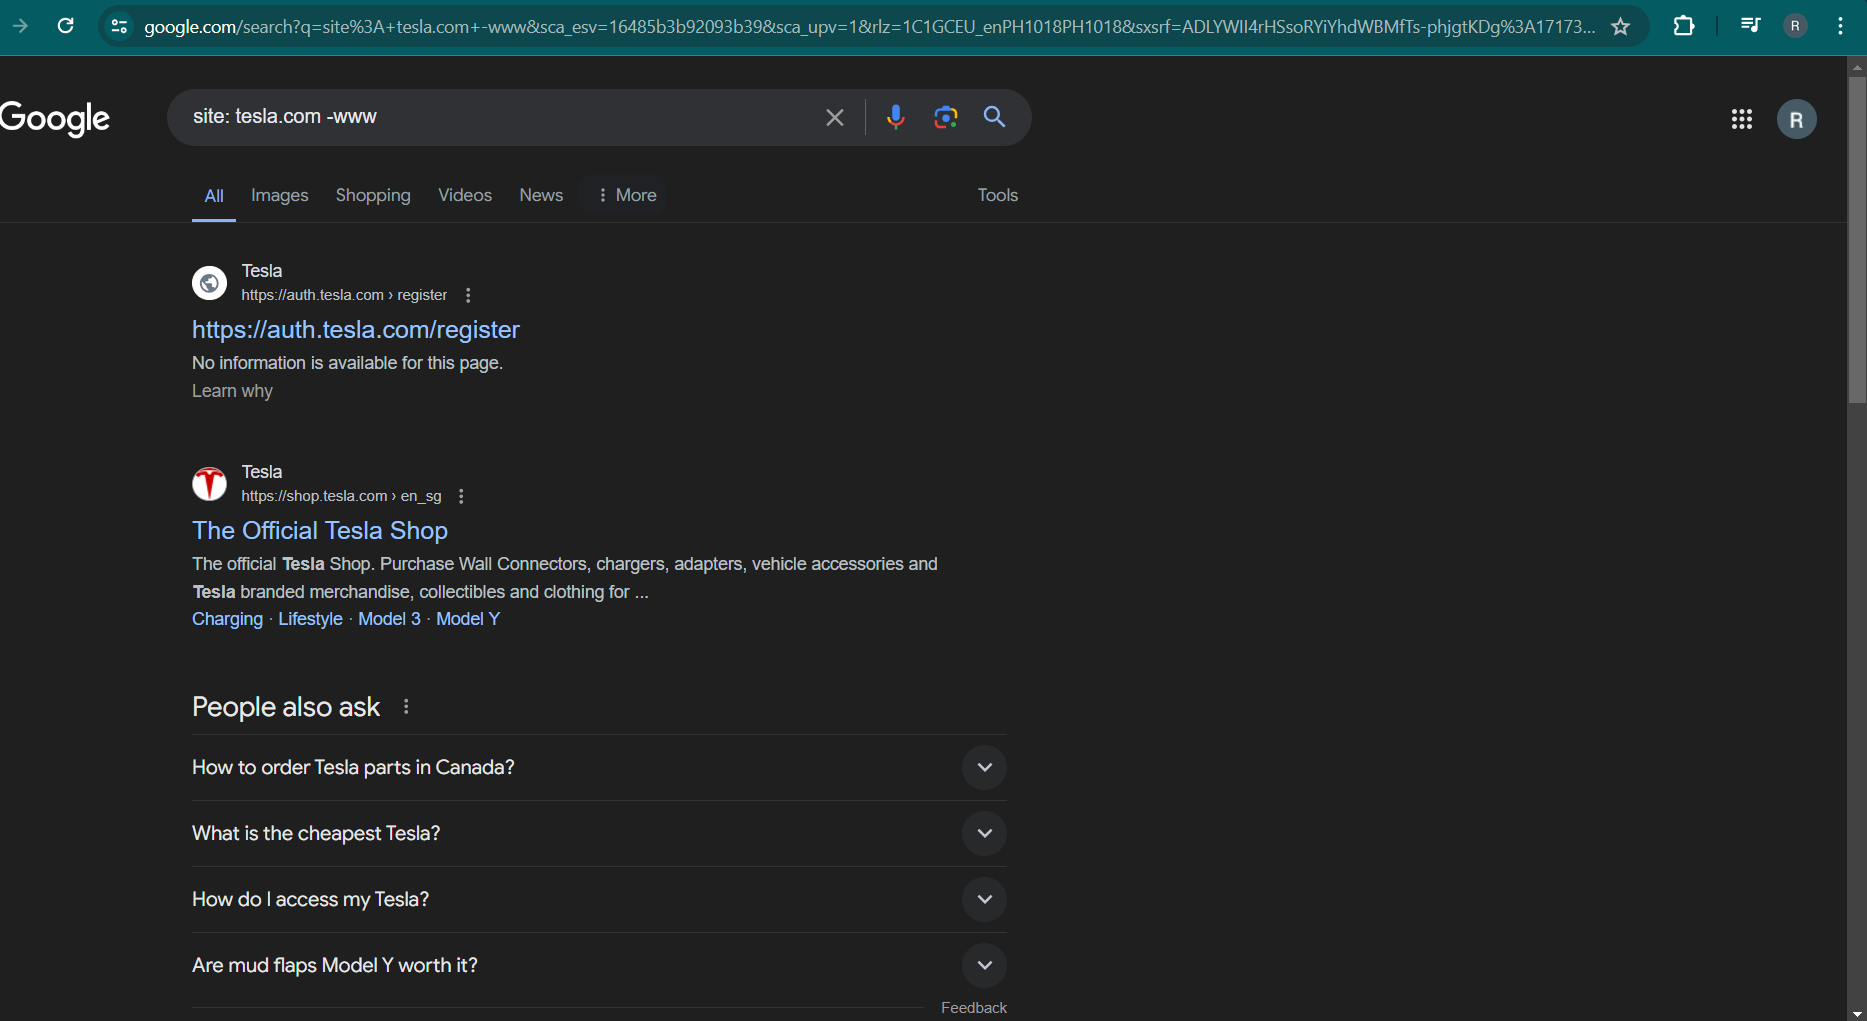 google.com/search?q=site%3A+tesla.com+-www&sca_esv=16485b3b92093b39&sca_upv=1&rlz=1C1GCEU_enPH1018PH1018&sxsrf=ADLYWII4rHSsoRYiYhdWBMfTs-phjgtKDg%3A17173...
R
Google
site: tesla.com -www
R
All
Images
Shopping
Videos
News
More
Tools
Tesla
https://auth.tesla.com › register
https://auth.tesla.com/register
No information is available for this page.
Learn why
Tesla
https://shop.tesla.com › en_sg
The Official Tesla Shop
The official Tesla Shop. Purchase Wall Connectors, chargers, adapters, vehicle accessories and
Tesla branded merchandise, collectibles and clothing for ...
Charging · Lifestyle · Model 3 · Model Y
People also ask
How to order Tesla parts in Canada?
What is the cheapest Tesla?
How do I access my Tesla?
Are mud flaps Model Y worth it?
Feedback